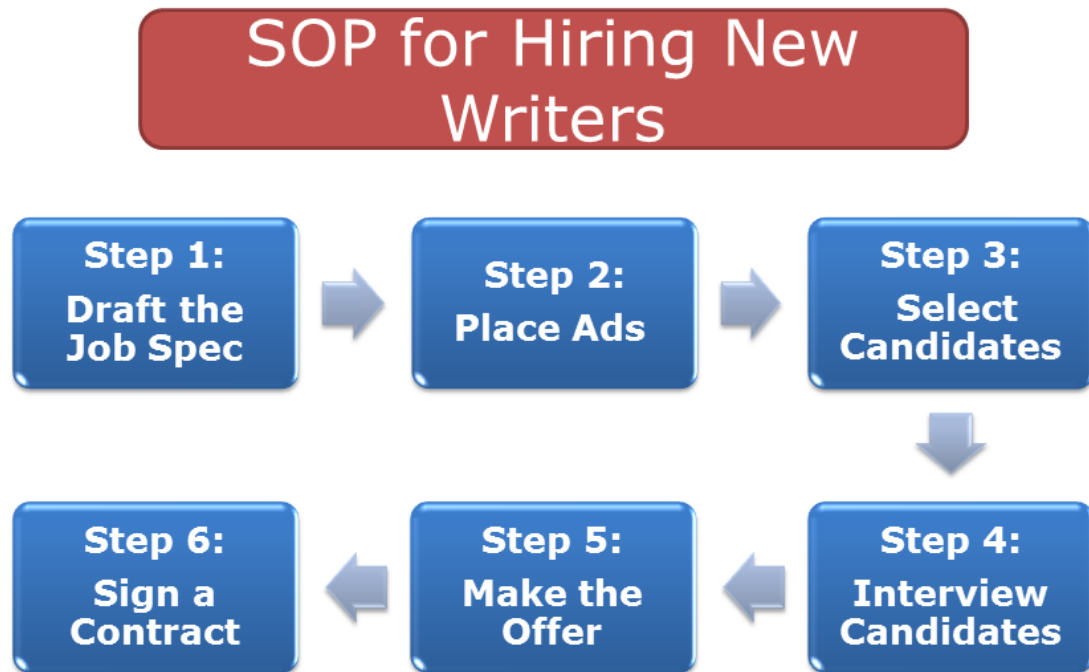 SOP for Hiring New
Writers
Step 1:
Draft the
Job Spec
Step 2:
Place Ads
Step 3:
Select
Candidates
Step 4:
Interview
Candidates
Step 5:
Make the
Offer
Step 6:
Sign a
Contract